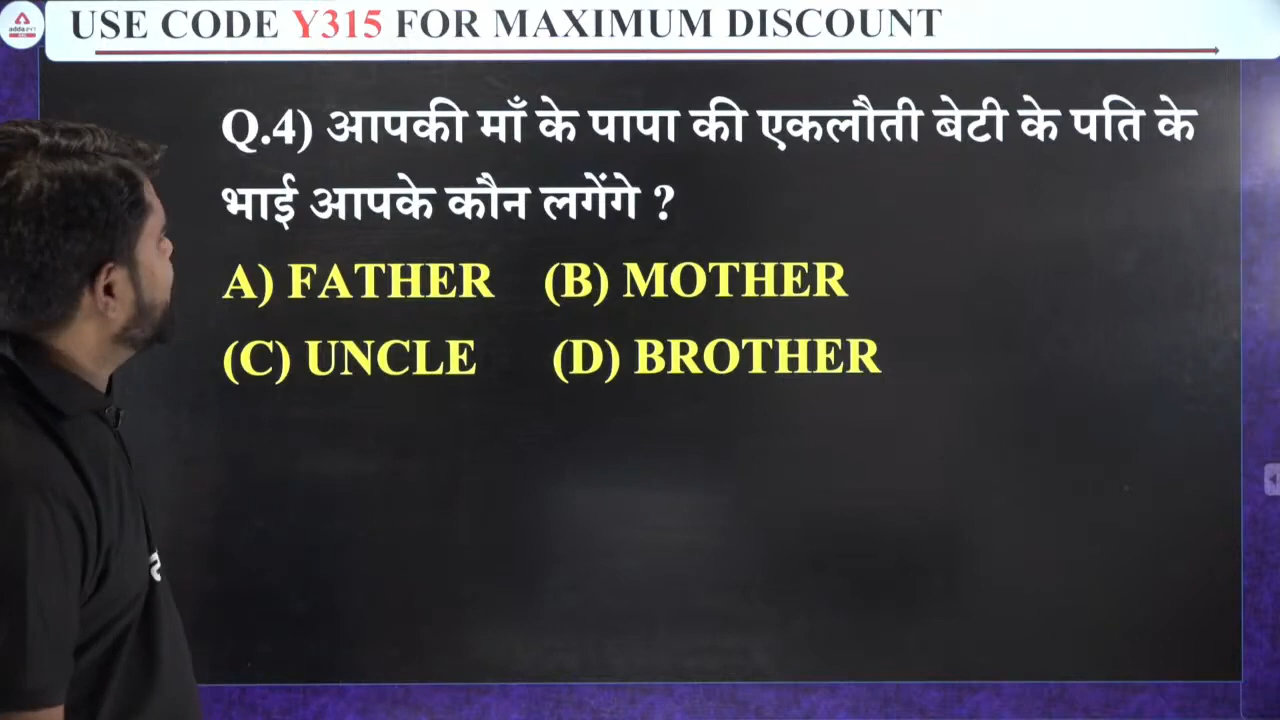 USE CODE Y315 FOR MAXIMUM DISCOUNT
Q.4) आपकी माँ के पापा की एकलौती बेटी के पति के
भाई आपके कौन लगेंगे ?
A) FATHER (B) MOTHER
(C) UNCLE (D) BROTHER